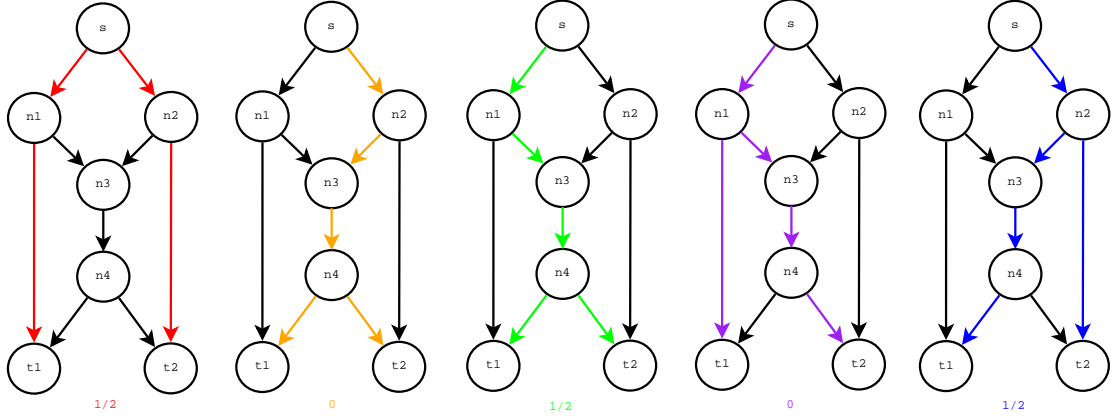 s s s s s
n1 n2 n1 n2 n1 n2 n1 n2 n1 n2
n3 n3 n3 n3 n3
n4 n4 n4 n4 n4
t1 t2 t1 t2 t1 t2 t1 t2 t1 t2
1/2 0 1/2 0 1/2